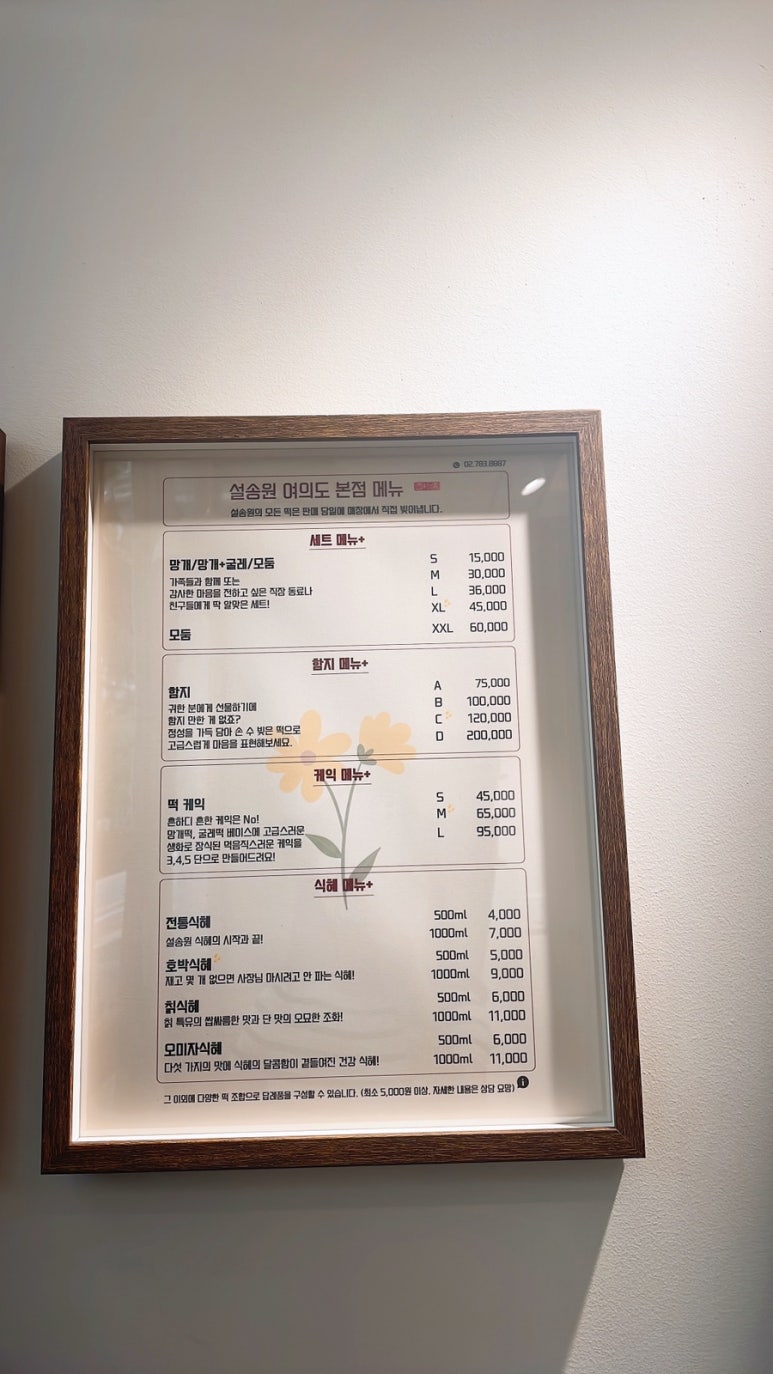 02.783.8887
설송원 여의도 본점 메뉴
설송원의 모든 떡은 판매 당일에 매장에서 직접 빚어냅니다.
세트 메뉴+
망개/망개+굴레/모둠
가족들과 함께 또는
감사한 마음을 전하고 싶은 직장 동료나
친구들에게 딱 알맞은 세트!
S 15,000
M 30,000
L 36,000
XL 45,000
모둠 XXL 60,000
함지 메뉴+
함지
귀한 분에게 선물하기에
함지 만한 게 없죠?
정성을 가득 담아 손 수 빚은 떡으로
고급스럽게 마음을 표현해보세요.
A 75,000
B 100,000
C 120,000
D 200,000
케익 메뉴+
떡 케익
흔하디 흔한 케익은 No!
망개떡, 굴레떡 베이스에 고급스러운
생화로 장식된 먹음직스러운 케익을
3,4,5 단으로 만들어드려요!
S 45,000
M 65,000
L 95,000
식혜 메뉴+
전통식혜
설송원 식혜의 시작과 끝!
500ml 4,000
1000ml 7,000
호박식혜
재고 몇 개 없으면 사장님 마시려고 안 파는 식혜!
500ml 5,000
1000ml 9,000
칡식혜
칡 특유의 씁싸름한 맛과 단 맛의 오묘한 조화!
500ml 6,000
1000ml 11,000
오미자식혜
다섯 가지의 맛에 식혜의 달콤함이 곁들여진 건강 식혜!
500ml 6,000
1000ml 11,000
그 이외에 다양한 떡 조합으로 답례품을 구성할 수 있습니다. (최소 5,000원 이상, 자세한 내용은 상담 요망)